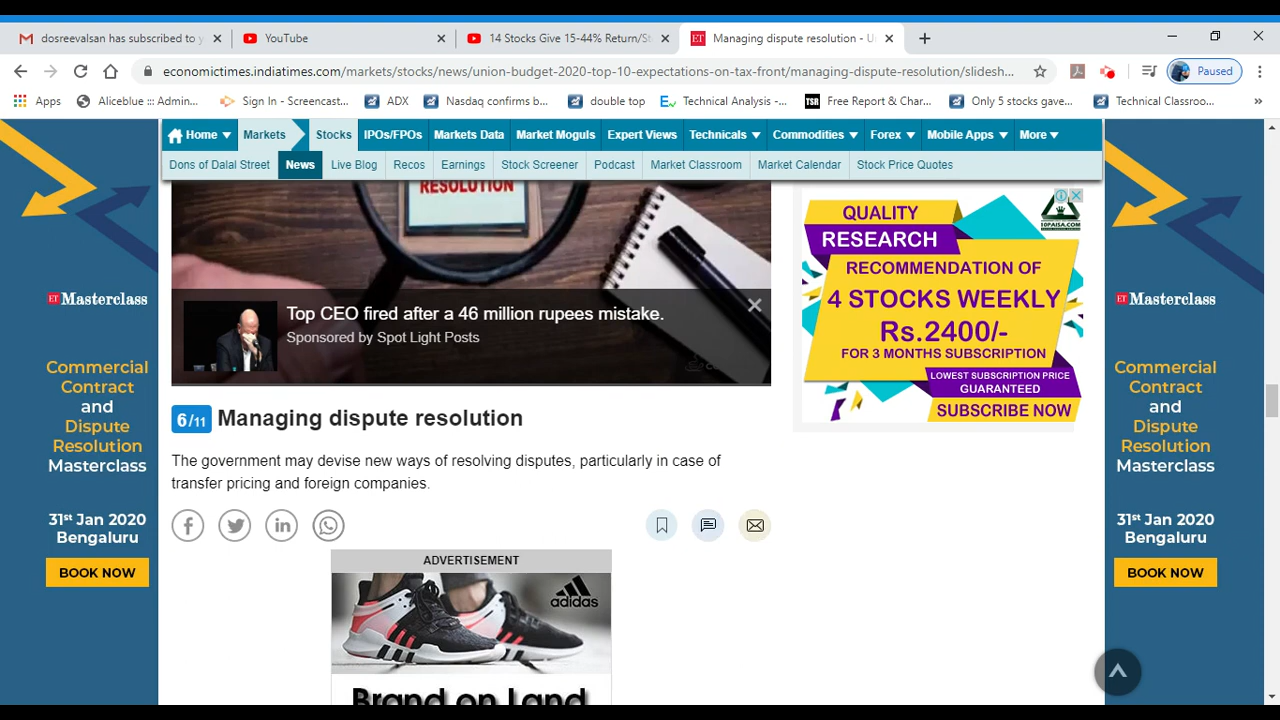 dosreevalsan has subscribed to y
YouTube
14 Stocks Give 15-44% Return/St
ET Managing dispute resolution - U
economictimes.indiatimes.com/markets/stocks/news/union-budget-2020-top-10-expectations-on-tax-front/managing-dispute-resolution/slidesh...
Paused
Apps
Aliceblue ::: Admin...
Sign In - Screencast...
ADX
Nasdaq confirms b...
double top
Technical Analysis -...
TSR Free Report & Char...
Only 5 stocks gave...
Technical Classroo...
Home
Markets
Stocks
IPOs/FPOs
Markets Data
Market Moguls
Expert Views
Technicals
Commodities
Forex
Mobile Apps
More
Dons of Dalal Street
News
Live Blog
Recos
Earnings
Stock Screener
Podcast
Market Classroom
Market Calendar
Stock Price Quotes
RESOLUTION
Top CEO fired after a 46 million rupees mistake.
Sponsored by Spot Light Posts
6/11 Managing dispute resolution
The government may devise new ways of resolving disputes, particularly in case of
transfer pricing and foreign companies.
ADVERTISEMENT
adidas
Brand on Land
10PAISA.COM
QUALITY
RESEARCH
RECOMMENDATION OF
4 STOCKS WEEKLY
Rs.2400/-
FOR 3 MONTHS SUBSCRIPTION
LOWEST SUBSCRIPTION PRICE
GUARANTEED
SUBSCRIBE NOW
ET Masterclass
Commercial
Contract
and
Dispute
Resolution
Masterclass
31st Jan 2020
Bengaluru
BOOK NOW
ET Masterclass
Commercial
Contract
and
Dispute
Resolution
Masterclass
31st Jan 2020
Bengaluru
BOOK NOW